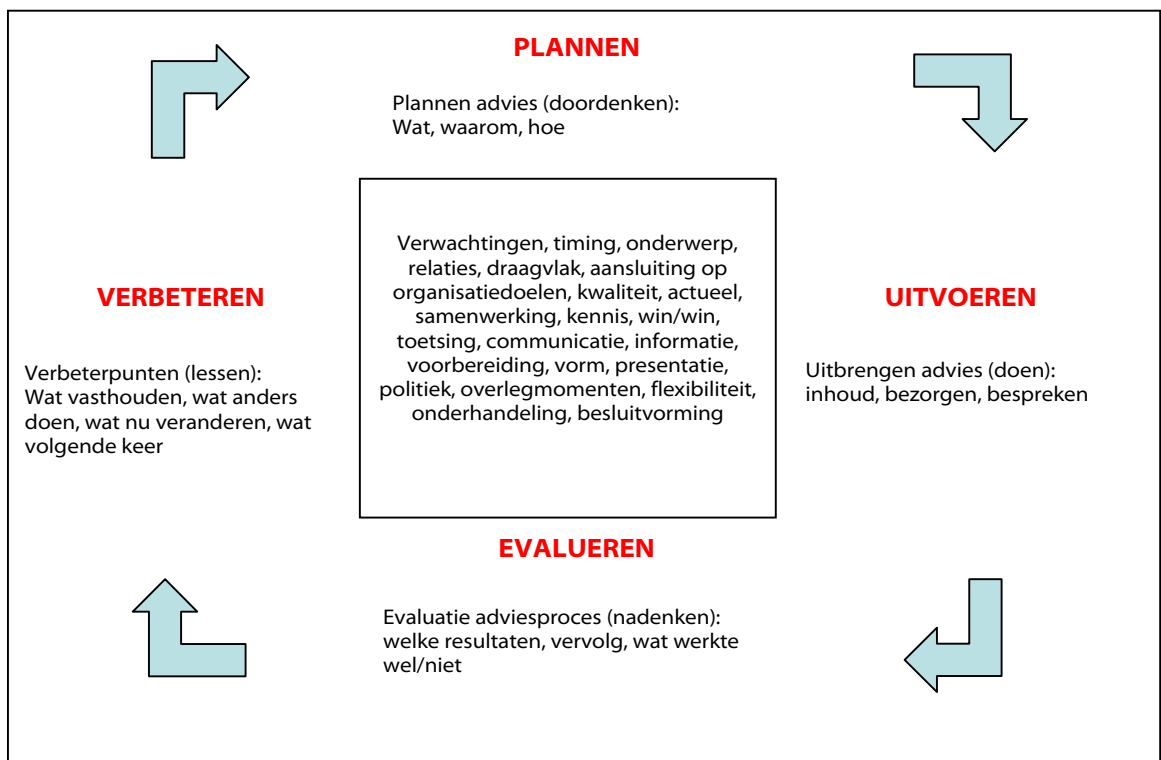 PLANNEN
Plannen advies (doordenken):
Wat, waarom, hoe
Verwachtingen, timing, onderwerp,
relaties, draagvlak, aansluiting op
organisatiedoelen, kwaliteit, actueel,
samenwerking, kennis, win/win,
toetsing, communicatie, informatie,
voorbereiding, vorm, presentatie,
politiek, overlegmomenten, flexibiliteit,
onderhandeling, besluitvorming
VERBETEREN
Verbeterpunten (lessen):
Wat vasthouden, wat anders
doen, wat nu veranderen, wat
volgende keer
UITVOEREN
Uitbrengen advies (doen):
inhoud, bezorgen, bespreken
EVALUEREN
Evaluatie adviesproces (nadenken):
welke resultaten, vervolg, wat werkte
wel/niet